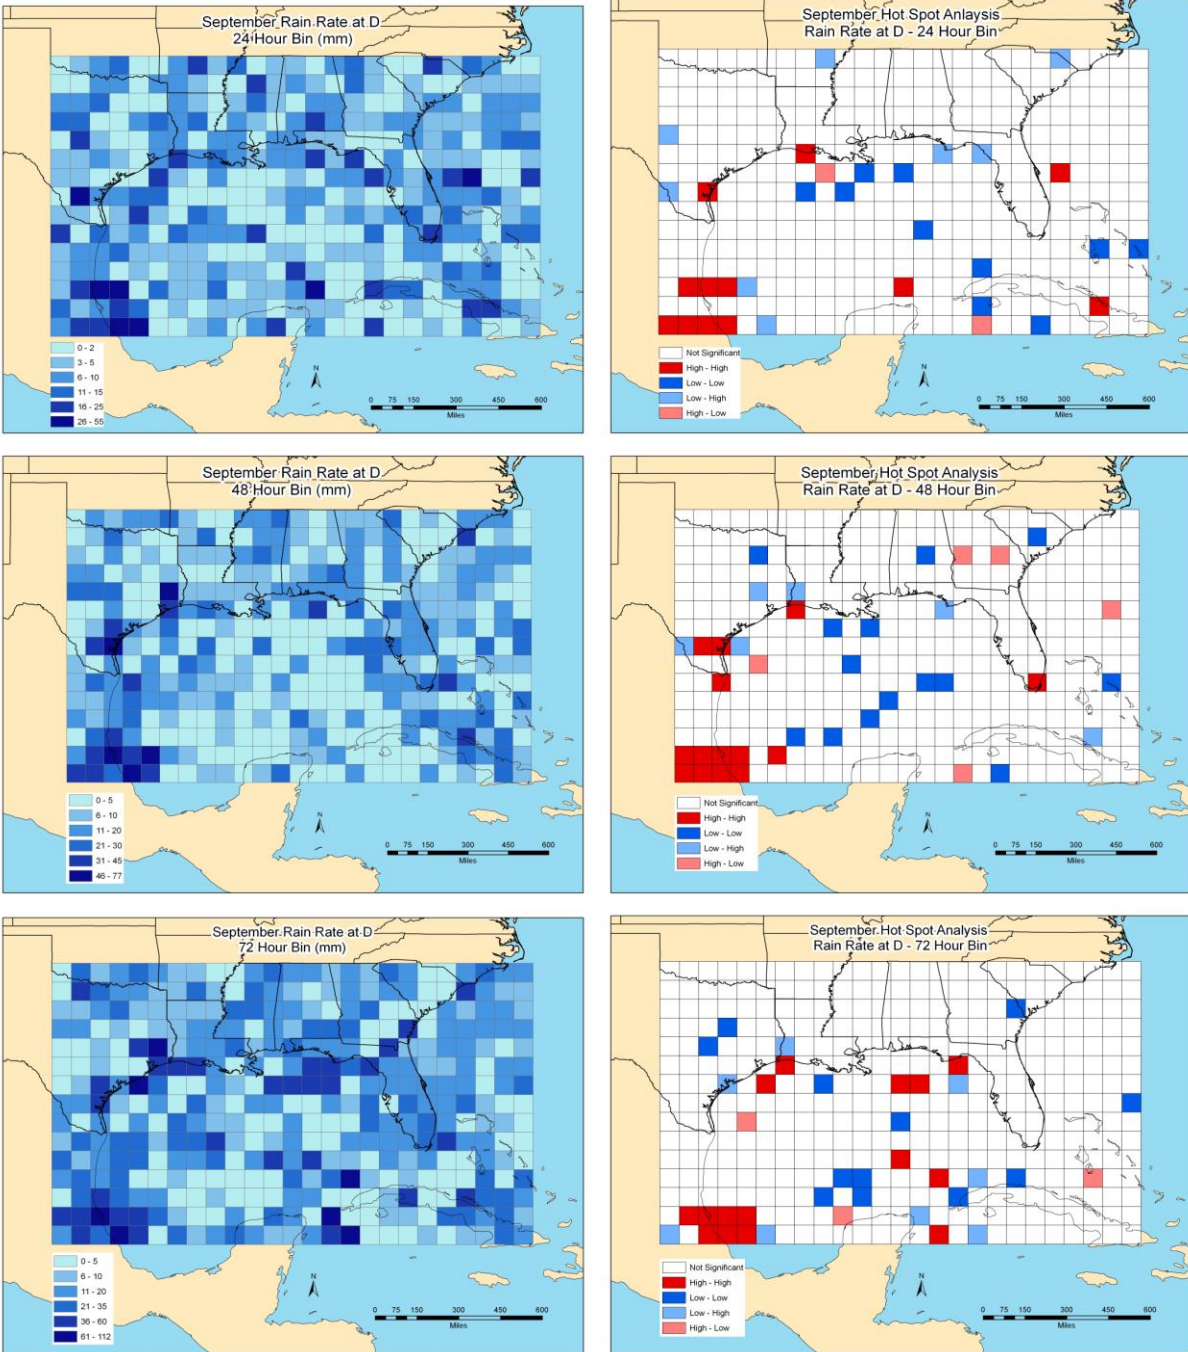 September Rain Rate at D
24 Hour Bin (mm)
0 - 2
3 - 5
6 - 10
11 - 15
16 - 25
26 - 55
N
0 75 150 300 450 600
Miles
September Hot Spot Anlaysis
Rain Rate at D - 24 Hour Bin
Not Significant
High - High
Low - Low
Low - High
High - Low
N
0 75 150 300 450 600
Miles
September Rain Rate at D
48 Hour Bin (mm)
0 - 5
6 - 10
11 - 20
21 - 30
31 - 45
46 - 77
N
0 75 150 300 450 600
Miles
September Hot Spot Analysis
Rain Rate at D - 48 Hour Bin
Not Significant
High - High
Low - Low
Low - High
High - Low
N
0 75 150 300 450 600
Miles
September Rain Rate at D
72 Hour Bin (mm)
0 - 5
6 - 10
11 - 20
21 - 35
36 - 60
61 - 112
N
0 75 150 300 450 600
Miles
September Hot Spot Analysis
Rain Rate at D - 72 Hour Bin
Not Significant
High - High
Low - Low
Low - High
High - Low
N
0 75 150 300 450 600
Miles